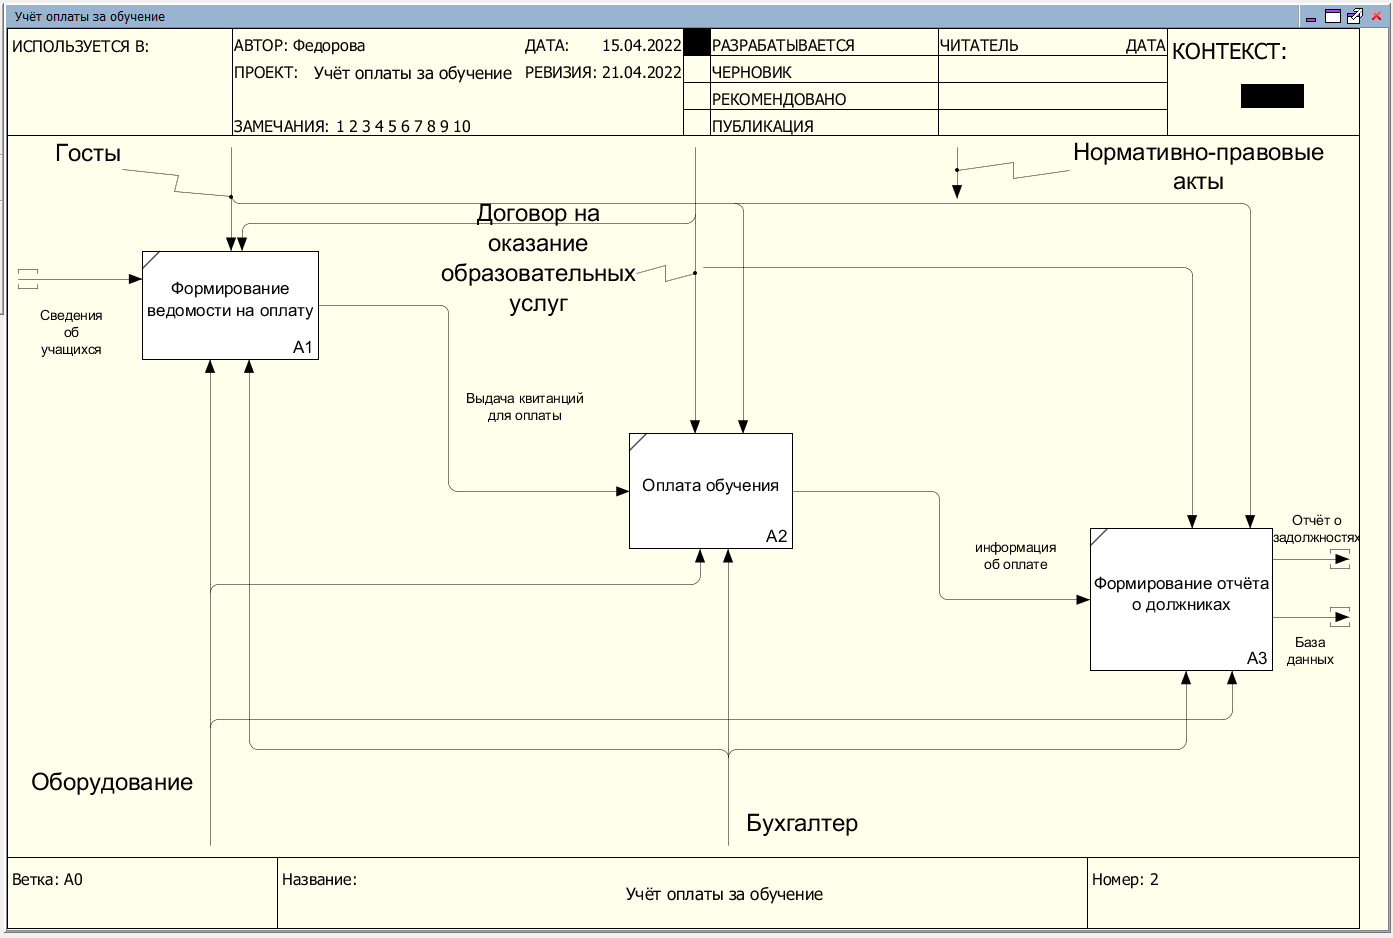 Учёт оплаты за обучение
ИСПОЛЬЗУЕТСЯ В:
АВТОР: Федорова
ДАТА: 15.04.2022
ПРОЕКТ: Учёт оплаты за обучение
РЕВИЗИЯ: 21.04.2022
ЗАМЕЧАНИЯ: 1 2 3 4 5 6 7 8 9 10
РАЗРАБАТЫВАЕТСЯ
ЧЕРНОВИК
РЕКОМЕНДОВАНО
ПУБЛИКАЦИЯ
ЧИТАТЕЛЬ
ДАТА
КОНТЕКСТ:
Госты
Нормативно-правовые
акты
Договор на
оказание
образовательных
услуг
Сведения
об
учащихся
Формирование
ведомости на оплату
A1
Выдача квитанций
для оплаты
Оплата обучения
A2
информация
об оплате
Формирование отчёта
о должниках
A3
Отчёт о
задолжностях
База
данных
Оборудование
Бухгалтер
Ветка: A0
Название:
Учёт оплаты за обучение
Номер: 2